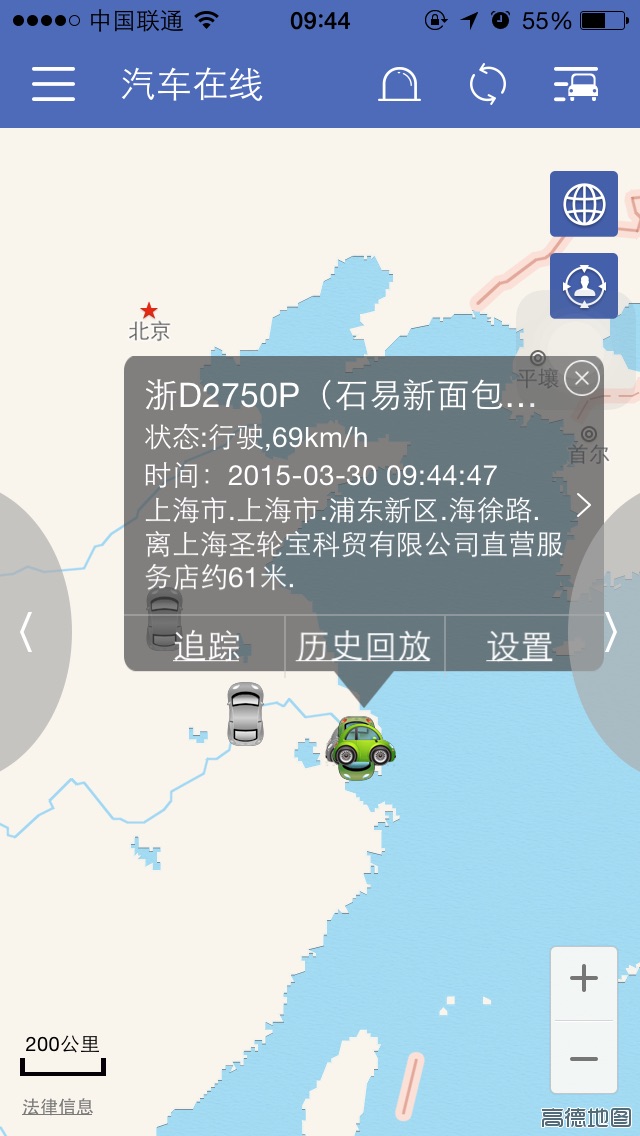 中国联通 09:44 55%
汽车在线
北京
平壤
浙D2750P（石易新面包...
状态:行驶,69km/h
首尔
时间：2015-03-30 09:44:47
上海市.上海市.浦东新区.海徐路.
离上海圣轮宝科贸有限公司直营服
务店约61米.
追踪 历史回放 设置
200公里
法律信息
高德地图